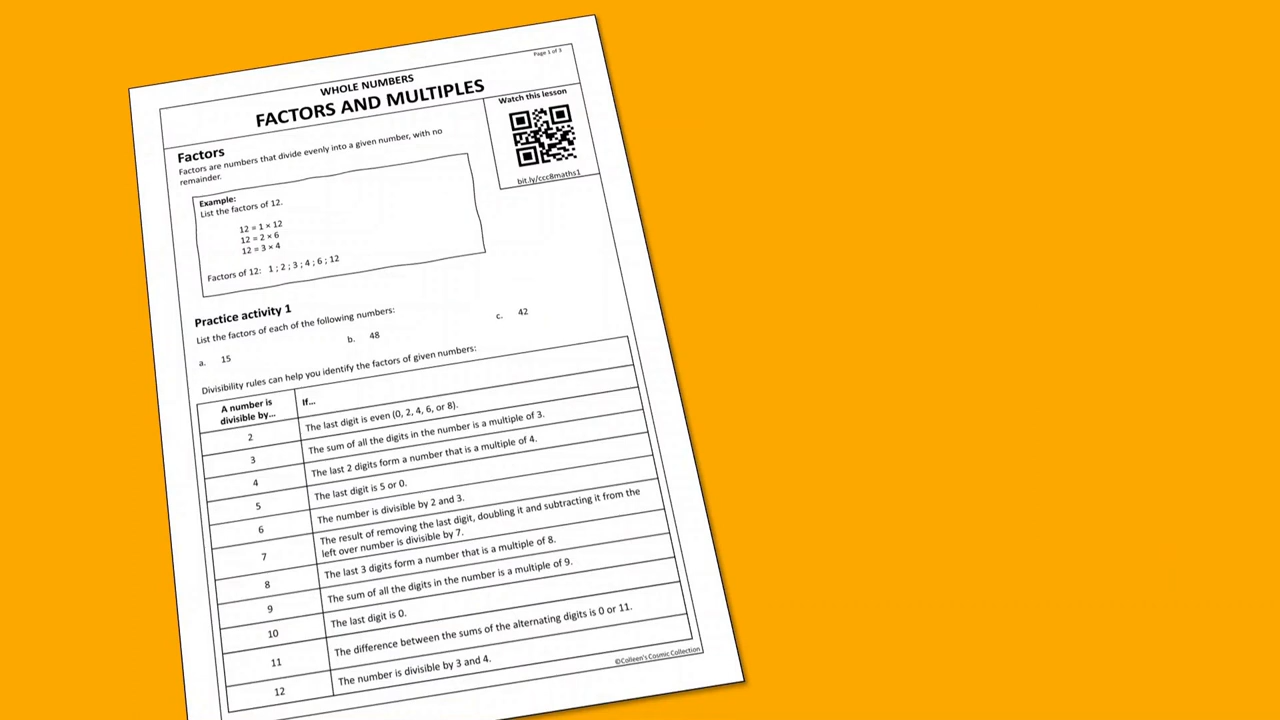 Page 1 of 3
WHOLE NUMBERS
FACTORS AND MULTIPLES
Watch this lesson
bit.ly/ccc8maths1
Factors
Factors are numbers that divide evenly into a given number, with no
remainder.
Example:
List the factors of 12.
12 = 1 × 12
12 = 2 × 6
12 = 3 × 4
Factors of 12: 1 ; 2 ; 3 ; 4 ; 6 ; 12
Practice activity 1
List the factors of each of the following numbers:
a. 15 b. 48 c. 42
Divisibility rules can help you identify the factors of given numbers:
A number is
divisible by...
If...
2 The last digit is even (0, 2, 4, 6, or 8).
3 The sum of all the digits in the number is a multiple of 3.
4 The last 2 digits form a number that is a multiple of 4.
5 The last digit is 5 or 0.
6 The number is divisible by 2 and 3.
7 The result of removing the last digit, doubling it and subtracting it from the
left over number is divisible by 7.
8 The last 3 digits form a number that is a multiple of 8.
9 The sum of all the digits in the number is a multiple of 9.
10 The last digit is 0.
11 The difference between the sums of the alternating digits is 0 or 11.
12 The number is divisible by 3 and 4.
©Colleen's Cosmic Collection